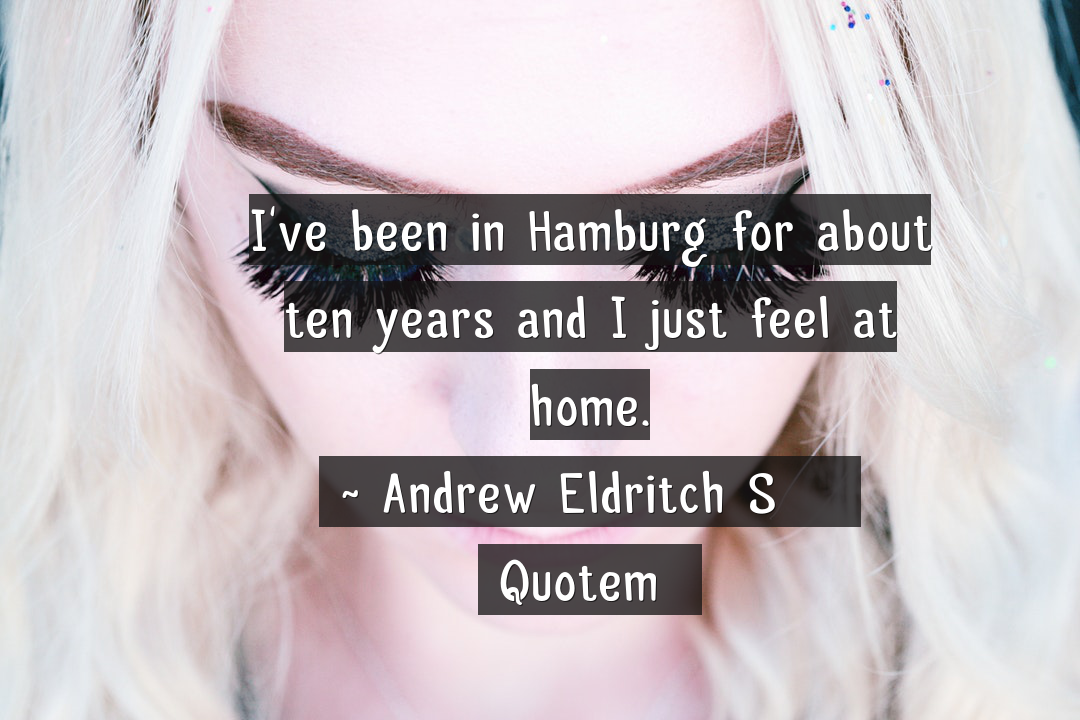 I've been in Hamburg for about
ten years and I just feel at
home.
~ Andrew Eldritch S
Quotem